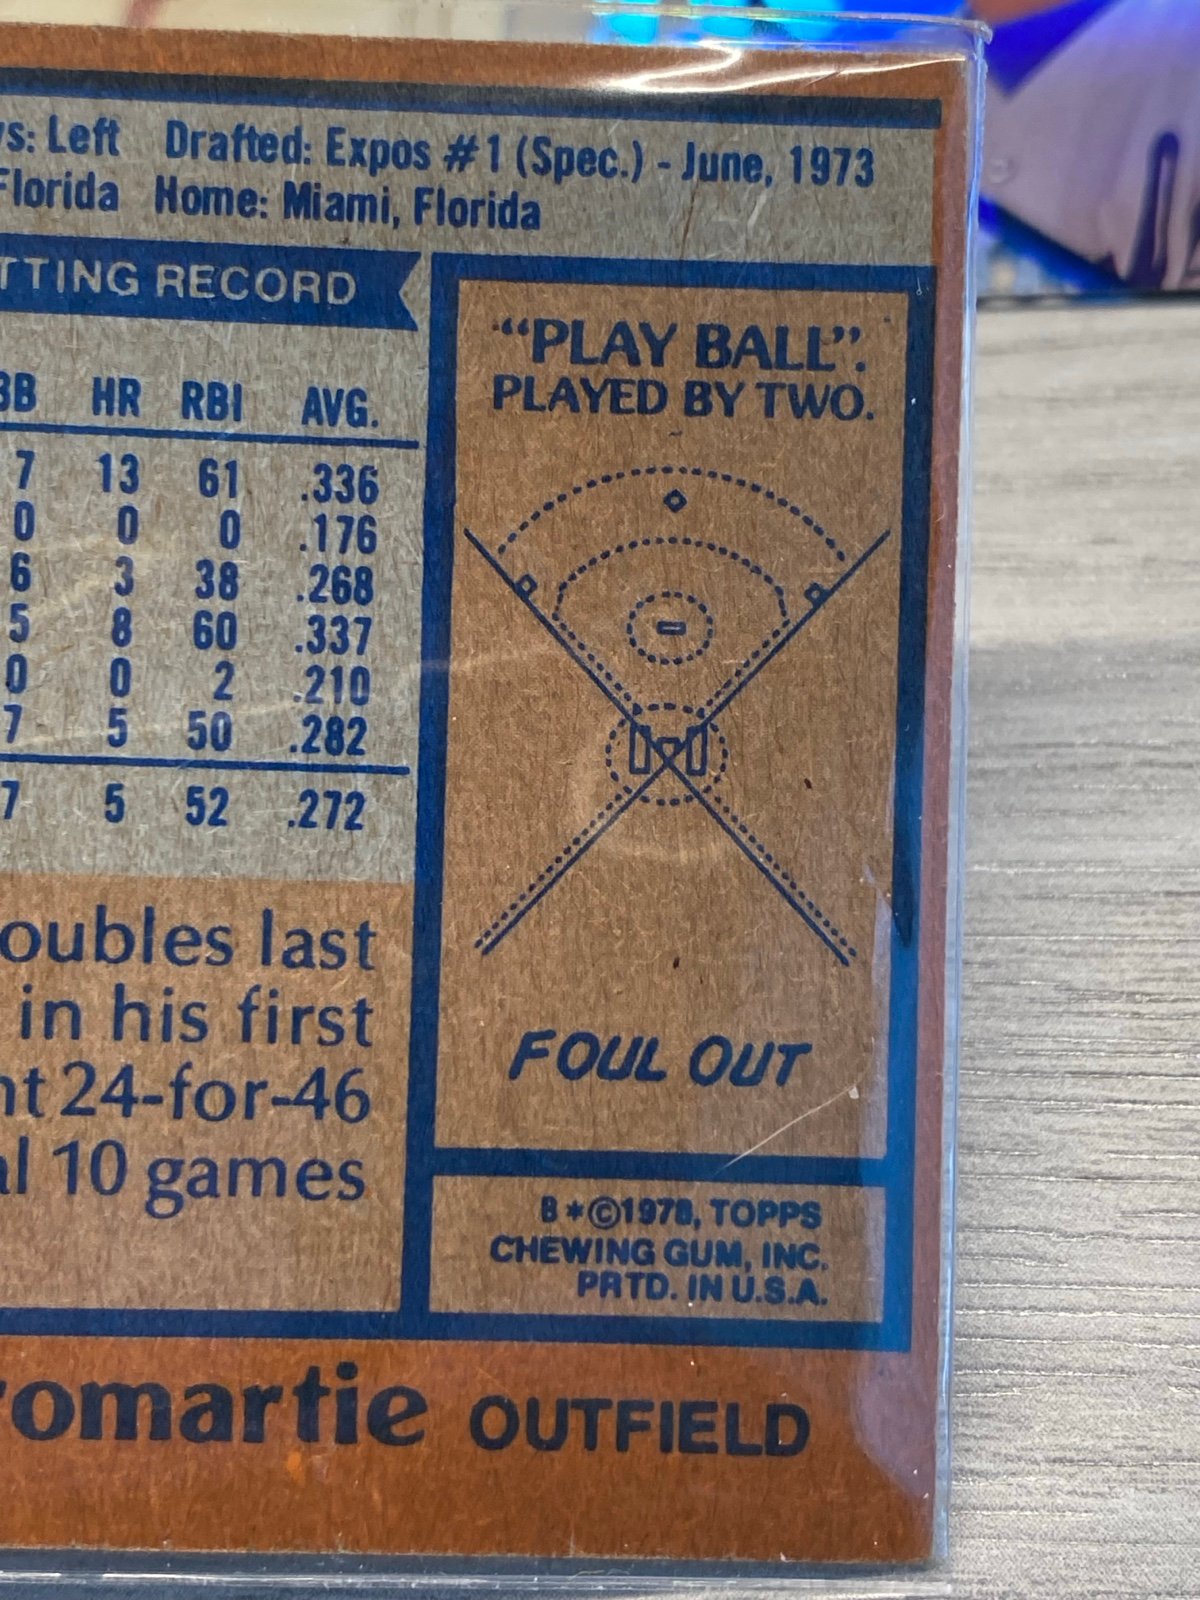 s: Left Drafted: Expos #1 (Spec.) - June, 1973
Florida Home: Miami, Florida
TTING RECORD
BB HR RBI AVG.
7 13 61 .336
0 0 0 .176
6 3 38 .268
5 8 60 .337
0 0 2 .210
7 5 50 .282
7 5 52 .272
oubles last
in his first
nt 24-for-46
al 10 games
"PLAY BALL".
PLAYED BY TWO.
FOUL OUT
B*©1978, TOPPS
CHEWING GUM, INC.
PRTD. IN U.S.A.
romartie OUTFIELD